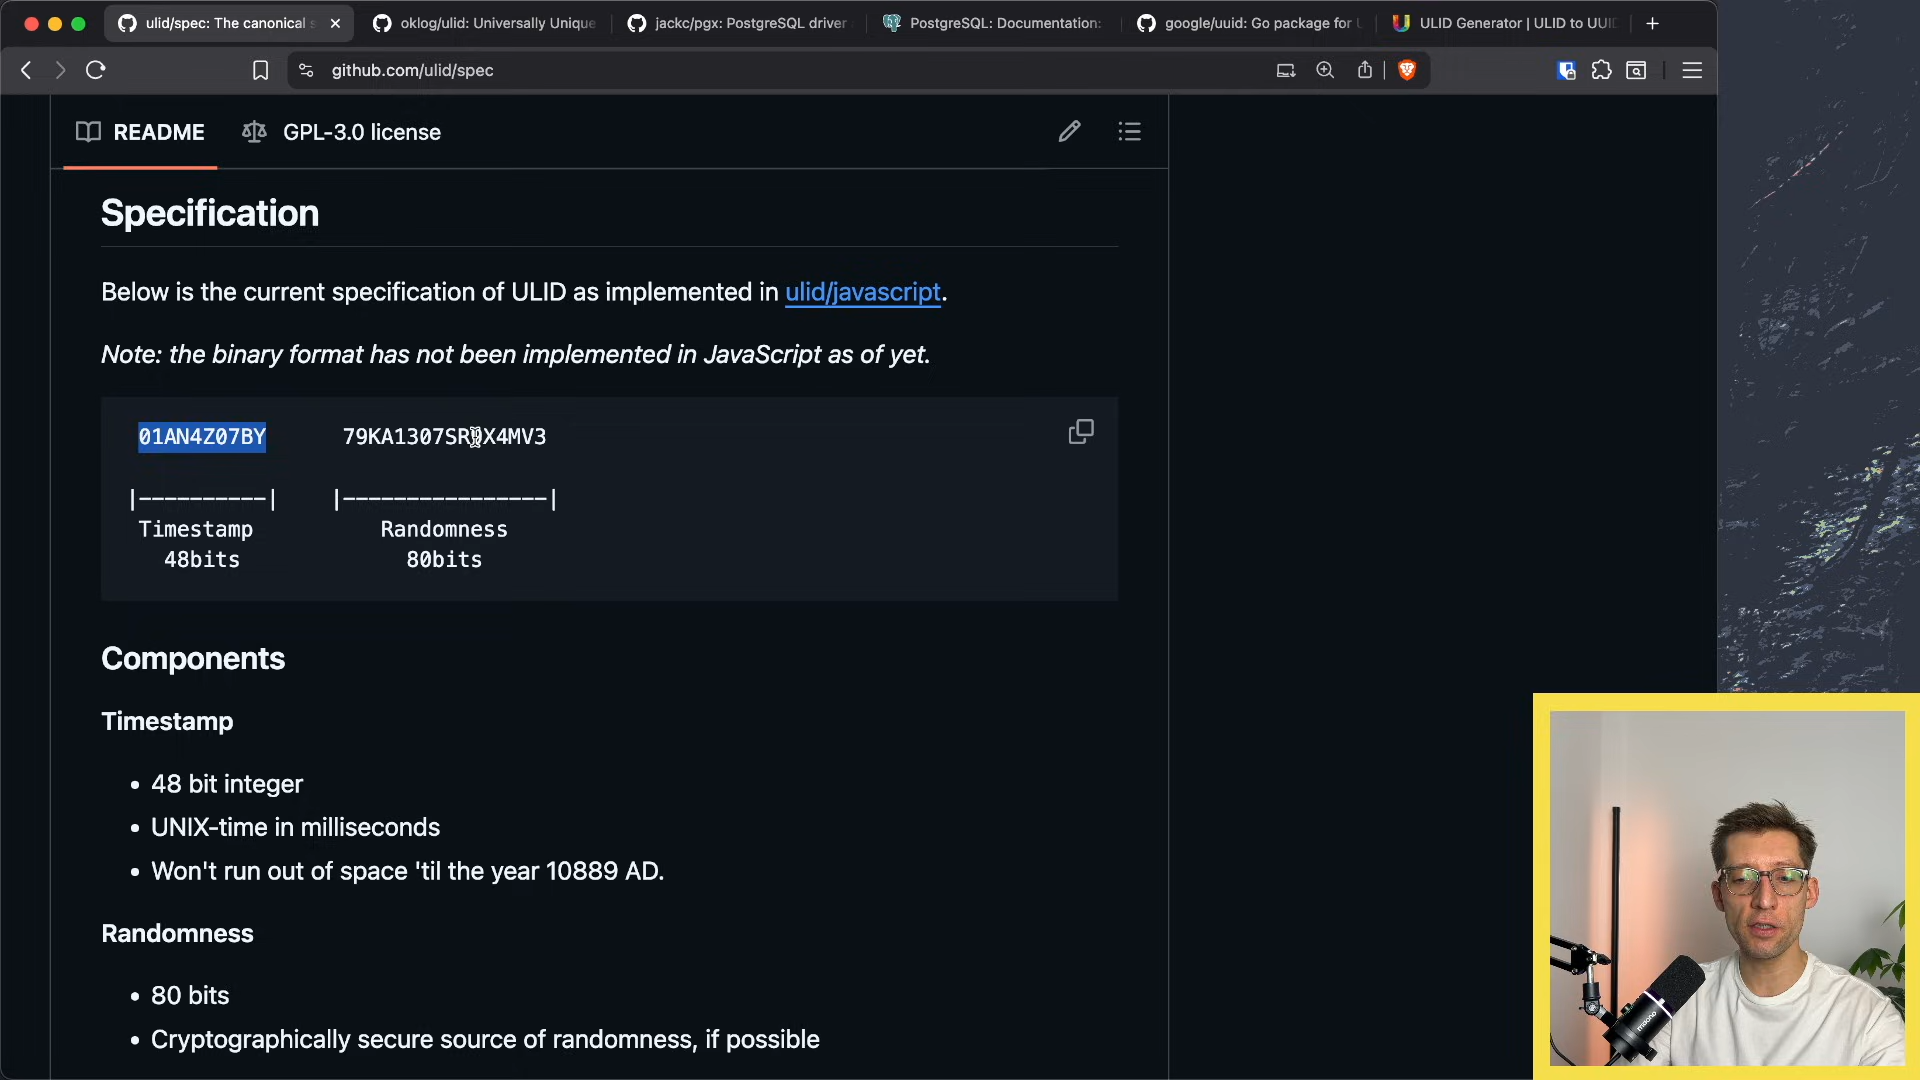 ulid/spec: The canonical s
oklog/ulid: Universally Unique
jackc/pgx: PostgreSQL driver
PostgreSQL: Documentation:
google/uuid: Go package for U
ULID Generator | ULID to UUID
github.com/ulid/spec
README
GPL-3.0 license
Specification
Below is the current specification of ULID as implemented in ulid/javascript.
Note: the binary format has not been implemented in JavaScript as of yet.
01AN4Z07BY      79KA1307SR9X4MV3
|----------|    |----------------|
Timestamp          Randomness
48bits                80bits
Components
Timestamp
• 48 bit integer
• UNIX-time in milliseconds
• Won't run out of space 'til the year 10889 AD.
Randomness
• 80 bits
• Cryptographically secure source of randomness, if possible
maono